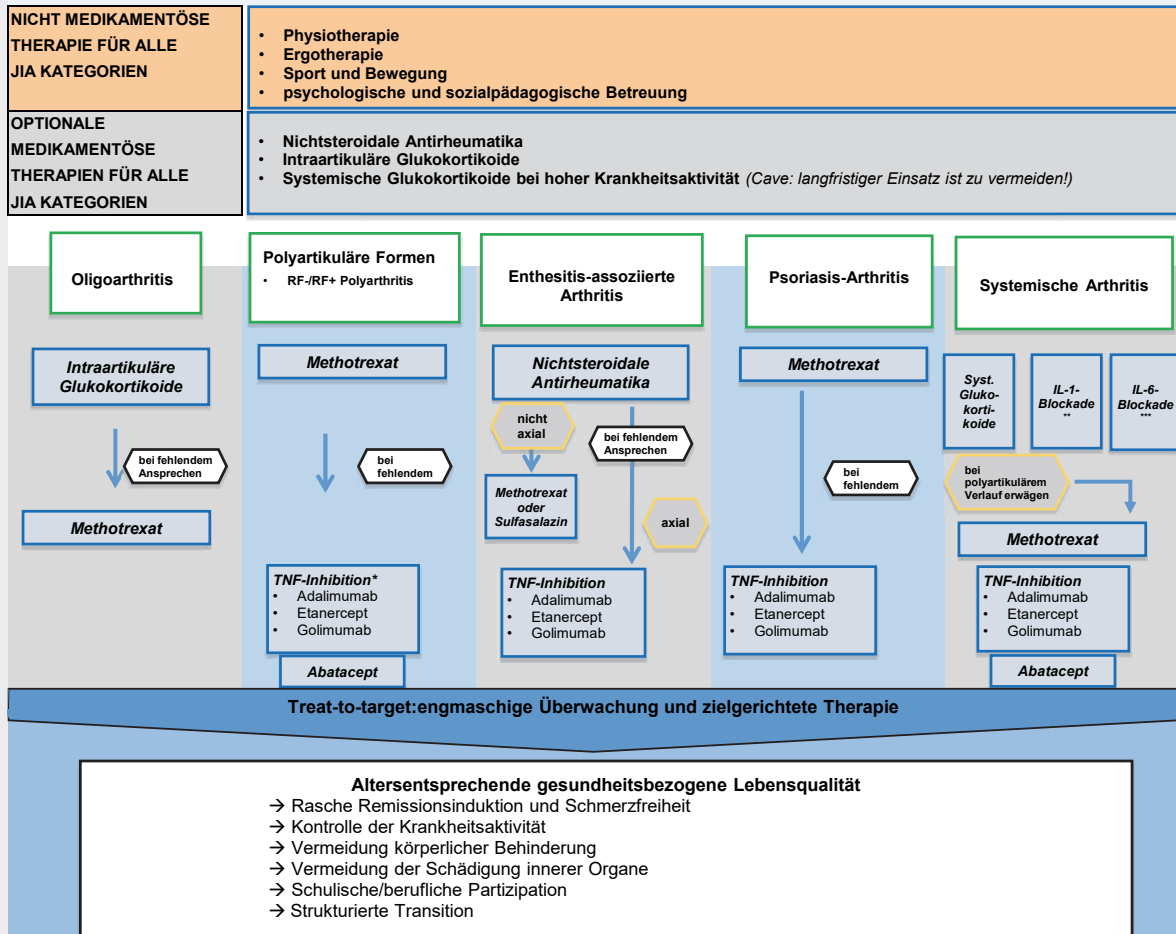 NICHT MEDIKAMENTÖSE
THERAPIE FÜR ALLE
JIA KATEGORIEN
• Physiotherapie
• Ergotherapie
• Sport und Bewegung
• psychologische und sozialpädagogische Betreuung
OPTIONALE
MEDIKAMENTÖSE
THERAPIEN FÜR ALLE
JIA KATEGORIEN
• Nichtsteroidale Antirheumatika
• Intraartikuläre Glukokortikoide
• Systemische Glukokortikoide bei hoher Krankheitsaktivität (Cave: langfristiger Einsatz ist zu vermeiden!)
Oligoarthritis
Intraartikuläre
Glukokortikoide
bei fehlendem
Ansprechen
Methotrexat
Polyartikuläre Formen
• RF-/RF+ Polyarthritis
Methotrexat
bei
fehlendem
TNF-Inhibition*
• Adalimumab
• Etanercept
• Golimumab
Abatacept
Enthesitis-assoziierte
Arthritis
Nichtsteroidale
Antirheumatika
nicht
axial
bei fehlendem
Ansprechen
Methotrexat
oder
Sulfasalazin
axial
TNF-Inhibition
• Adalimumab
• Etanercept
• Golimumab
Psoriasis-Arthritis
Methotrexat
bei
fehlendem
TNF-Inhibition
• Adalimumab
• Etanercept
• Golimumab
Systemische Arthritis
Syst.
Gluko-
korti-
koide
IL-1-
Blockade
**
IL-6-
Blockade
***
bei
polyartikulärem
Verlauf erwägen
Methotrexat
TNF-Inhibition
• Adalimumab
• Etanercept
• Golimumab
Abatacept
Treat-to-target:engmaschige Überwachung und zielgerichtete Therapie
Altersentsprechende gesundheitsbezogene Lebensqualität
→ Rasche Remissionsinduktion und Schmerzfreiheit
→ Kontrolle der Krankheitsaktivität
→ Vermeidung körperlicher Behinderung
→ Vermeidung der Schädigung innerer Organe
→ Schulische/berufliche Partizipation
→ Strukturierte Transition